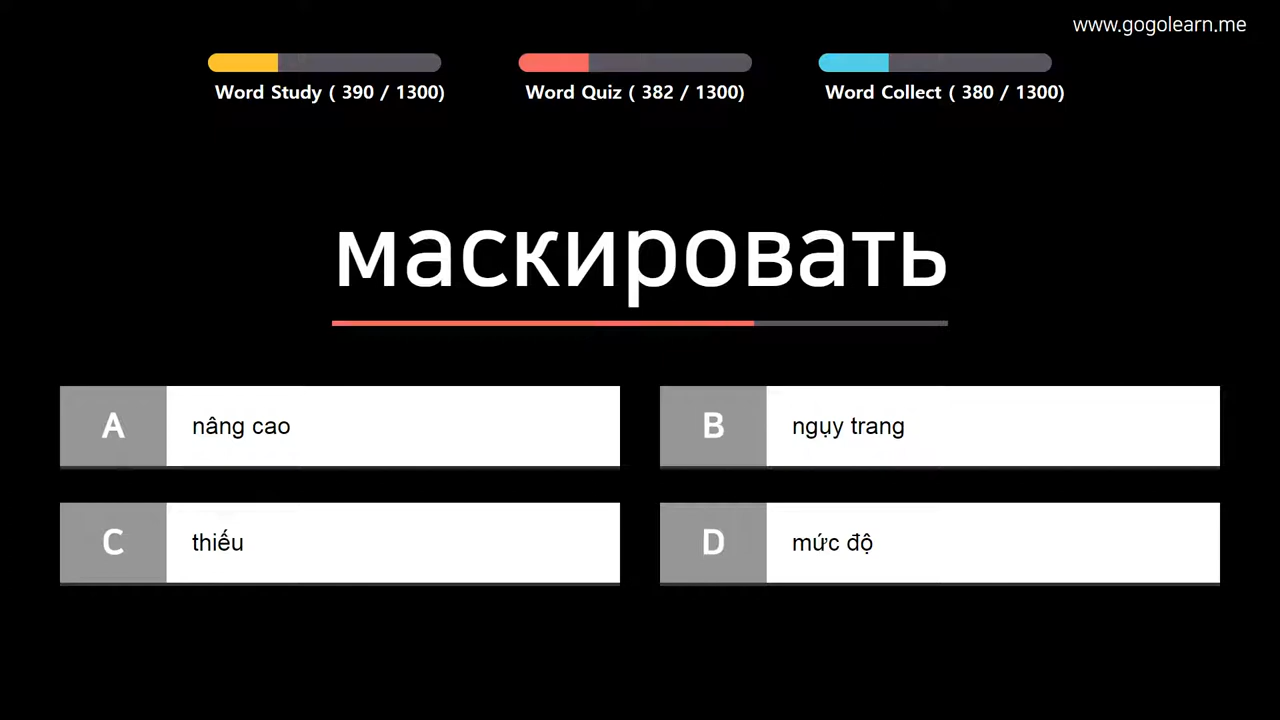 www.gogolearn.me
Word Study ( 390 / 1300)
Word Quiz ( 382 / 1300)
Word Collect ( 380 / 1300)
маскировать
A nâng cao
B ngụy trang
C thiếu
D mức độ